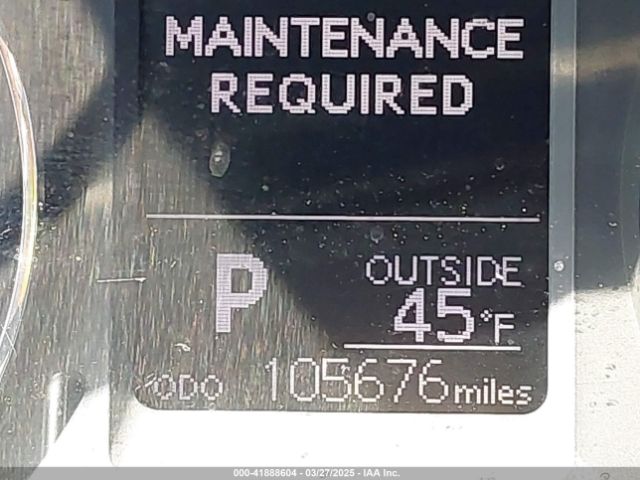 MAINTENANCE
REQUIRED
P
OUTSIDE
45°F
ODO 105676 miles
000-41888604 - 03/27/2025 - IAA Inc.